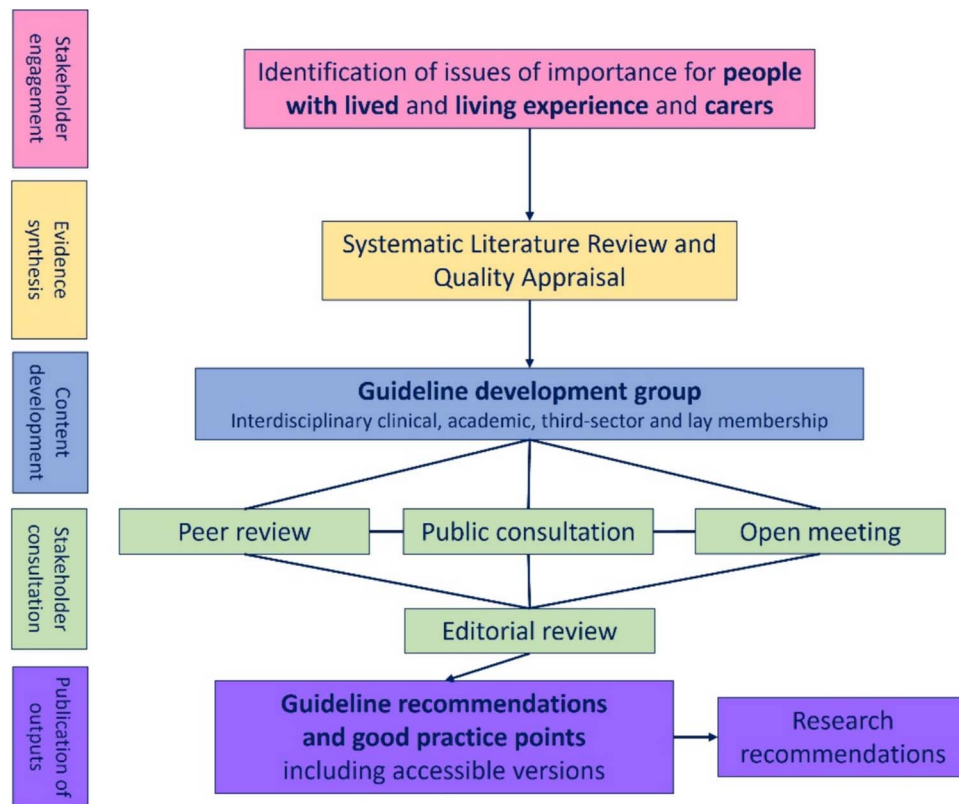 Stakeholder
engagement
Identification of issues of importance for people
with lived and living experience and carers
Evidence
synthesis
Systematic Literature Review and
Quality Appraisal
Content
development
Guideline development group
Interdisciplinary clinical, academic, third-sector and lay membership
Stakeholder
consultation
Peer review
Public consultation
Open meeting
Editorial review
Publication of
outputs
Guideline recommendations
and good practice points
including accessible versions
Research
recommendations